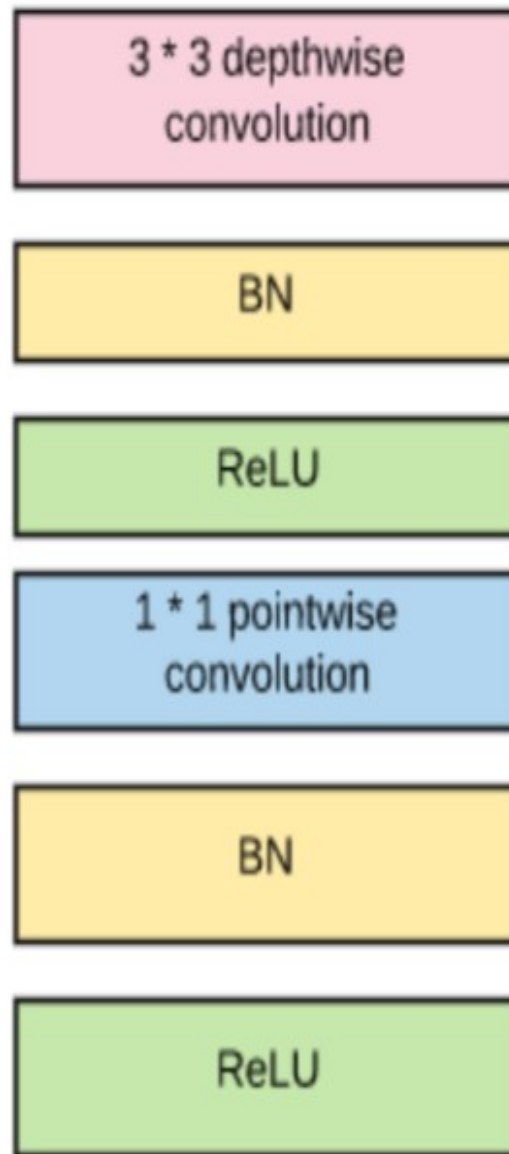 3 * 3 depthwise
convolution
BN
ReLU
1 * 1 pointwise
convolution
BN
ReLU